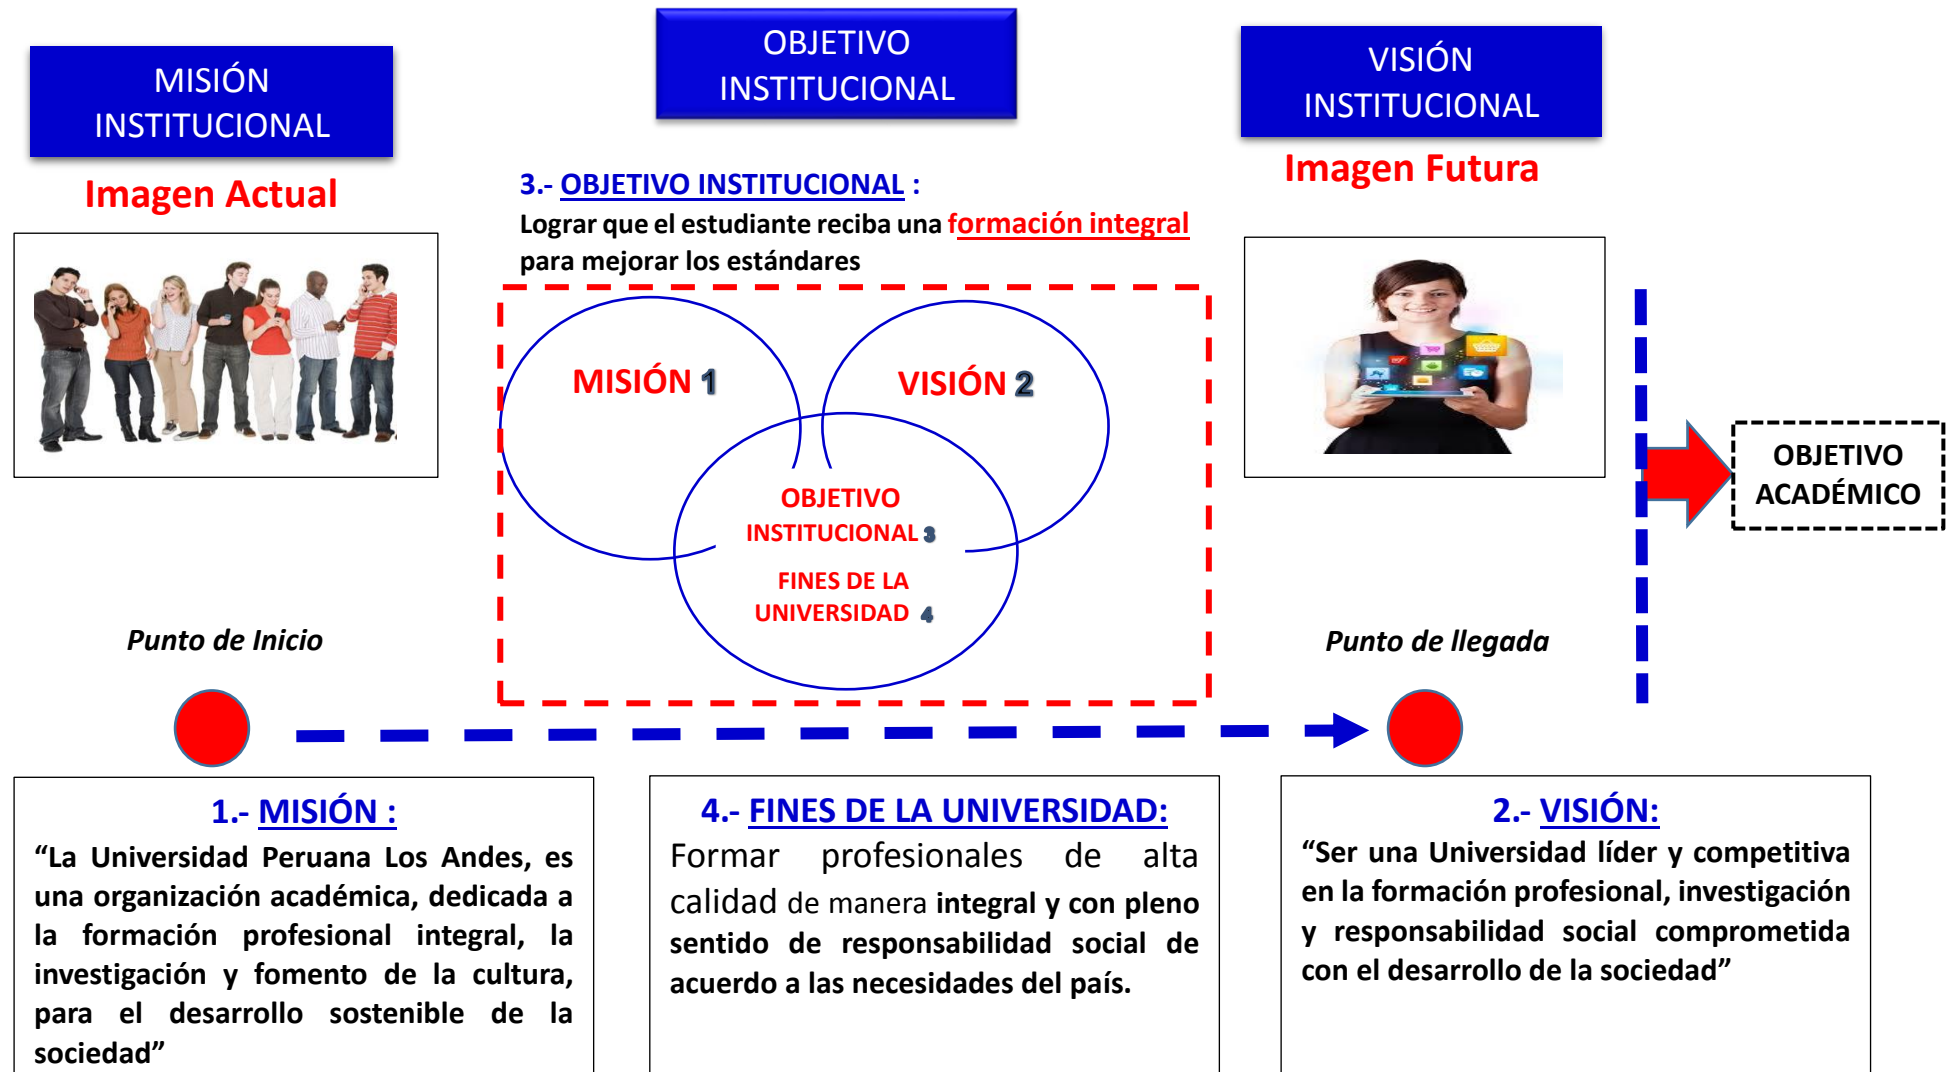 MISIÓN
INSTITUCIONAL
Imagen Actual
OBJETIVO
INSTITUCIONAL
VISIÓN
INSTITUCIONAL
Imagen Futura
3.- OBJETIVO INSTITUCIONAL :
Lograr que el estudiante reciba una formación integral
para mejorar los estándares
MISIÓN 1
VISIÓN 2
OBJETIVO
INSTITUCIONAL 3
FINES DE LA
UNIVERSIDAD 4
OBJETIVO
ACADÉMICO
Punto de Inicio
Punto de llegada
1.- MISIÓN :
“La Universidad Peruana Los Andes, es
una organización académica, dedicada a
la formación profesional integral, la
investigación y fomento de la cultura,
para el desarrollo sostenible de la
sociedad”
4.- FINES DE LA UNIVERSIDAD:
Formar profesionales de alta
calidad de manera integral y con pleno
sentido de responsabilidad social de
acuerdo a las necesidades del país.
2.- VISIÓN:
“Ser una Universidad líder y competitiva
en la formación profesional, investigación
y responsabilidad social comprometida
con el desarrollo de la sociedad”